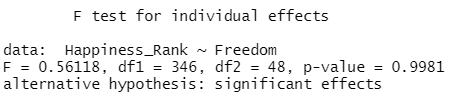 F test for individual effects
data: Happiness_Rank ~ Freedom
F = 0.56118, df1 = 346, df2 = 48, p-value = 0.9981
alternative hypothesis: significant effects